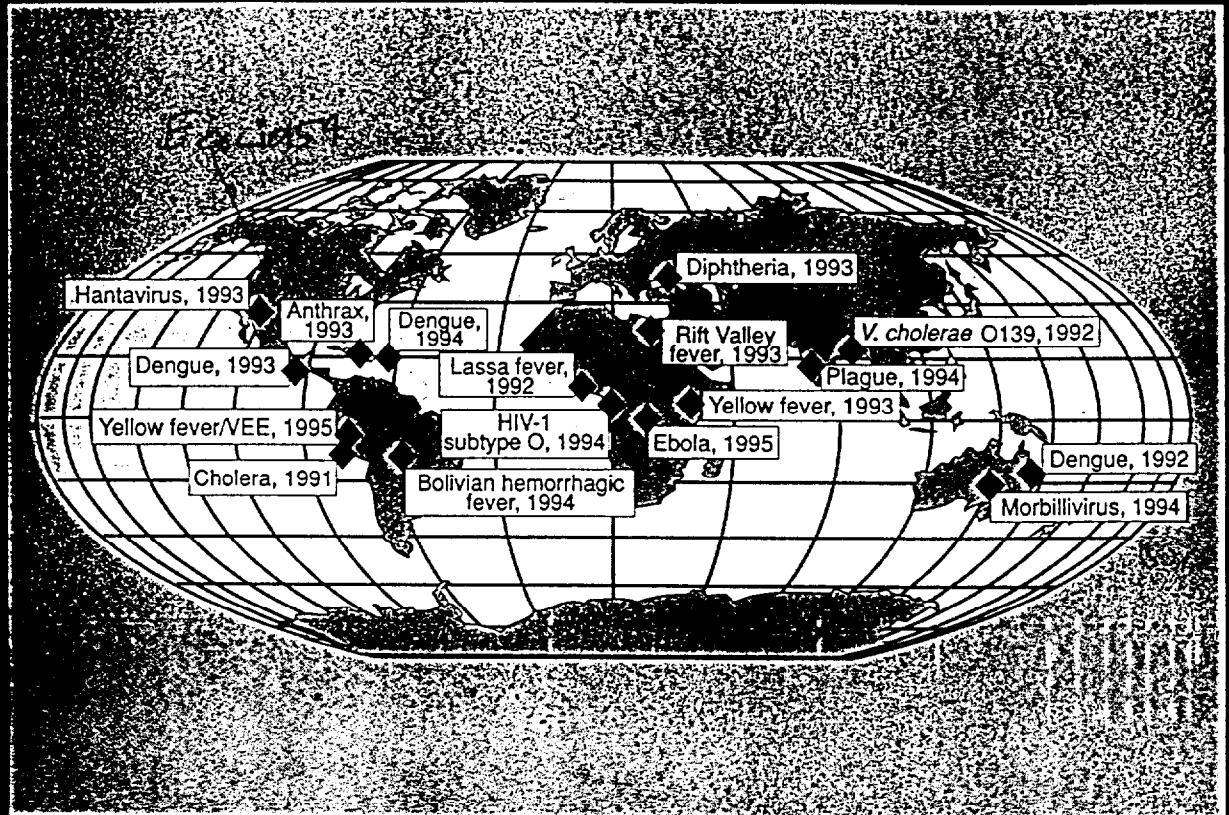 Diphtheria, 1993
Hantavirus, 1993
Anthrax,
1993
Dengue,
1994
Rift Valley
fever, 1993
V. cholerae O139, 1992
Dengue, 1993
Lassa fever,
1992
Plague, 1994
Yellow fever, 1993
Yellow fever/VEE, 1995
HIV-1
subtype O, 1994
Ebola, 1995
Cholera, 1991
Bolivian hemorrhagic
fever, 1994
Dengue, 1992
Morbillivirus, 1994